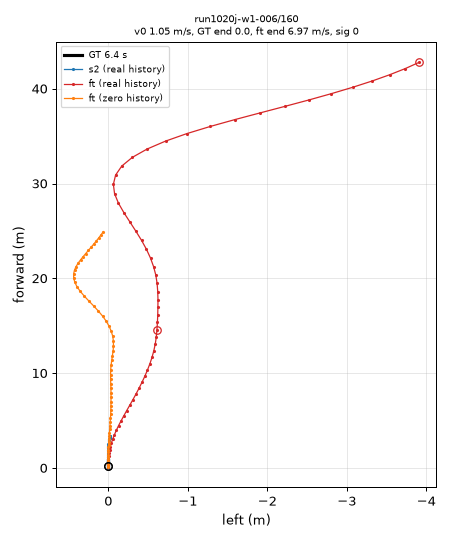 run1020j-w1-006/160
v0 1.05 m/s, GT end 0.0, ft end 6.97 m/s, sig 0
GT 6.4 s
s2 (real history)
ft (real history)
ft (zero history)
forward (m)
40
30
20
10
0
0 −1 −2 −3 −4
left (m)